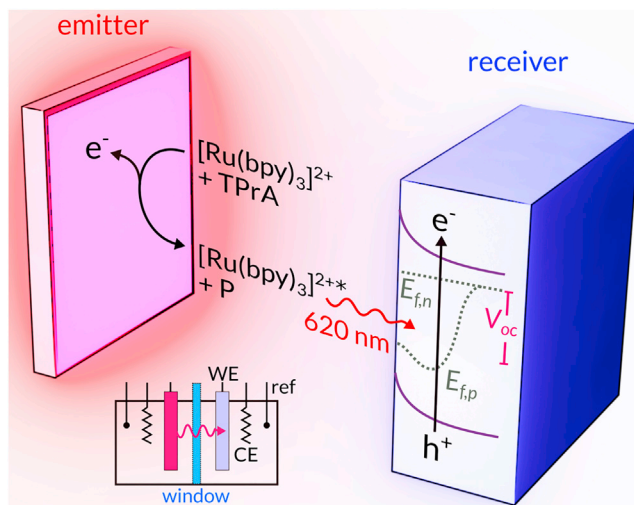 emitter
receiver
e⁻
[Ru(bpy)₃]²⁺
+ TPrA
[Ru(bpy)₃]²⁺*
+ P
620 nm
e⁻
E_f,n
V_oc
E_f,p
h⁺
WE
ref
CE
window